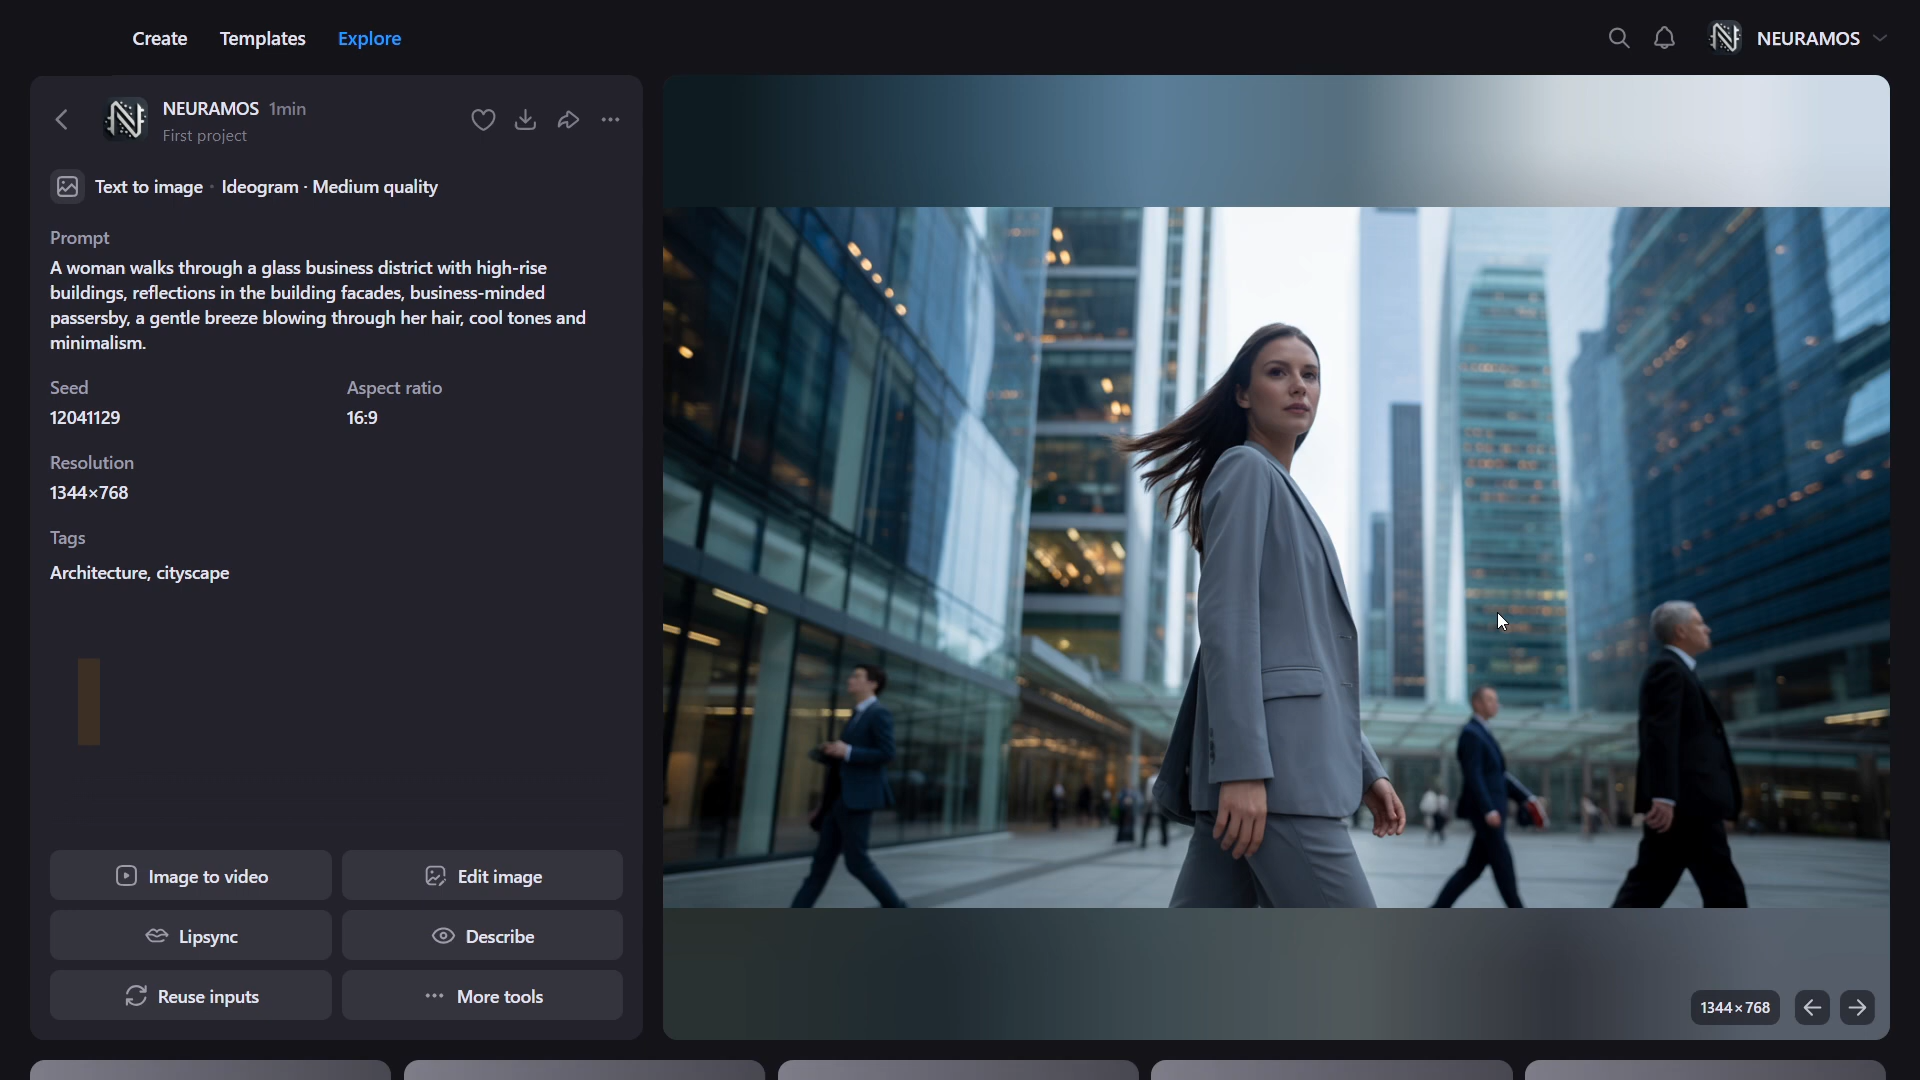 Create
Templates
Explore
NEURAMOS
NEURAMOS 1min
First project
Text to image · Ideogram · Medium quality
Prompt
A woman walks through a glass business district with high-rise
buildings, reflections in the building facades, business-minded
passersby, a gentle breeze blowing through her hair, cool tones and
minimalism.
Seed
12041129
Aspect ratio
16:9
Resolution
1344×768
Tags
Architecture, cityscape
Image to video
Edit image
Lipsync
Describe
Reuse inputs
More tools
1344×768